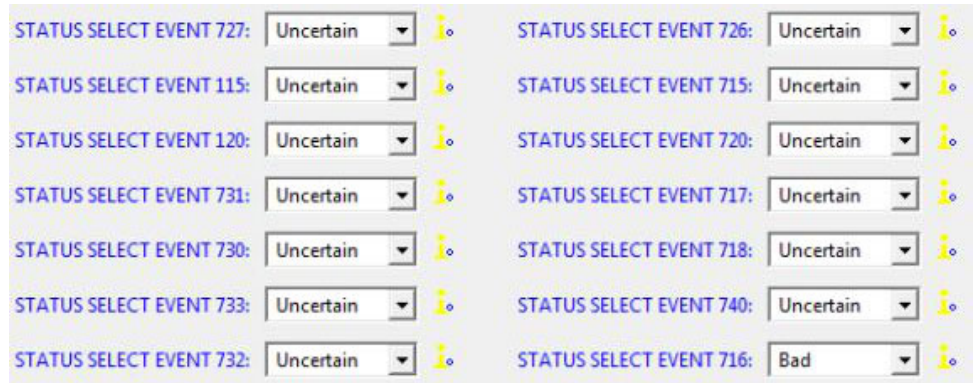 STATUS SELECT EVENT 727: Uncertain STATUS SELECT EVENT 726: Uncertain
STATUS SELECT EVENT 115: Uncertain STATUS SELECT EVENT 715: Uncertain
STATUS SELECT EVENT 120: Uncertain STATUS SELECT EVENT 720: Uncertain
STATUS SELECT EVENT 731: Uncertain STATUS SELECT EVENT 717: Uncertain
STATUS SELECT EVENT 730: Uncertain STATUS SELECT EVENT 718: Uncertain
STATUS SELECT EVENT 733: Uncertain STATUS SELECT EVENT 740: Uncertain
STATUS SELECT EVENT 732: Uncertain STATUS SELECT EVENT 716: Bad